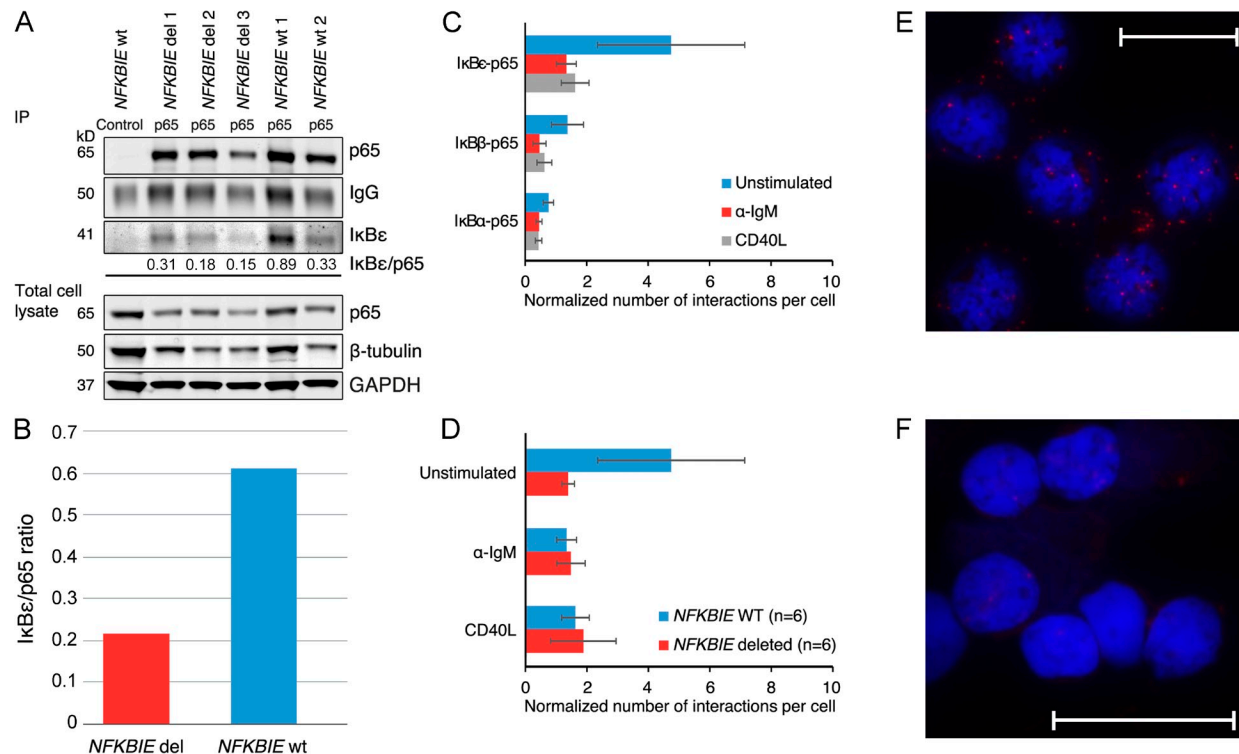 A
NFKBIE wt
NFKBIE del 1
NFKBIE del 2
NFKBIE del 3
NFKBIE wt 1
NFKBIE wt 2
IP
Control p65 p65 p65 p65 p65
kD
65 p65
50 IgG
41 IκBε
0.31 0.18 0.15 0.89 0.33 IκBε/p65
Total cell
lysate
65 p65
50 β-tubulin
37 GAPDH
B
0.7
0.6
0.5
0.4
0.3
0.2
0.1
0
IκBε/p65 ratio
NFKBIE del NFKBIE wt
C
IκBε-p65
IκBβ-p65
IκBα-p65
Unstimulated
α-IgM
CD40L
0 2 4 6 8 10
Normalized number of interactions per cell
D
Unstimulated
α-IgM
CD40L
NFKBIE WT (n=6)
NFKBIE deleted (n=6)
0 2 4 6 8 10
Normalized number of interactions per cell
E
F